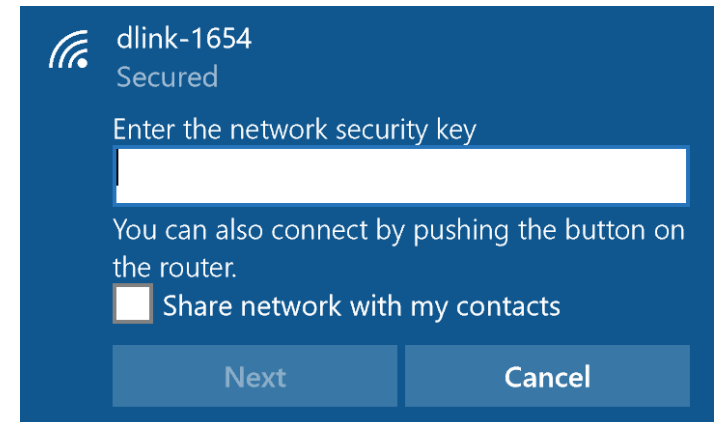 dlink-1654
Secured
Enter the network security key
You can also connect by pushing the button on
the router.
Share network with my contacts
Next
Cancel